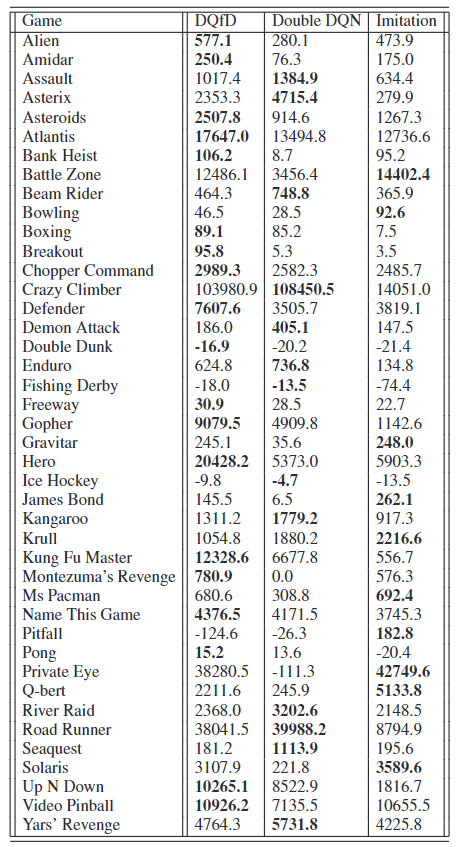 Game DQfD Double DQN Imitation
Alien 577.1 280.1 473.9
Amidar 250.4 76.3 175.0
Assault 1017.4 1384.9 634.4
Asterix 2353.3 4715.4 279.9
Asteroids 2507.8 914.6 1267.3
Atlantis 17647.0 13494.8 12736.6
Bank Heist 106.2 8.7 95.2
Battle Zone 12486.1 3456.4 14402.4
Beam Rider 464.3 748.8 365.9
Bowling 46.5 28.5 92.6
Boxing 89.1 85.2 7.5
Breakout 95.8 5.3 3.5
Chopper Command 2989.3 2582.3 2485.7
Crazy Climber 103980.9 108450.5 14051.0
Defender 7607.6 3505.7 3819.1
Demon Attack 186.0 405.1 147.5
Double Dunk -16.9 -20.2 -21.4
Enduro 624.8 736.8 134.8
Fishing Derby -18.0 -13.5 -74.4
Freeway 30.9 28.5 22.7
Gopher 9079.5 4909.8 1142.6
Gravitar 245.1 35.6 248.0
Hero 20428.2 5373.0 5903.3
Ice Hockey -9.8 -4.7 -13.5
James Bond 145.5 6.5 262.1
Kangaroo 1311.2 1779.2 917.3
Krull 1054.8 1880.2 2216.6
Kung Fu Master 12328.6 6677.8 556.7
Montezuma's Revenge 780.9 0.0 576.3
Ms Pacman 680.6 308.8 692.4
Name This Game 4376.5 4171.5 3745.3
Pitfall -124.6 -26.3 182.8
Pong 15.2 13.6 -20.4
Private Eye 38280.5 -111.3 42749.6
Q-bert 2211.6 245.9 5133.8
River Raid 2368.0 3202.6 2148.5
Road Runner 38041.5 39988.2 8794.9
Seaquest 181.2 1113.9 195.6
Solaris 3107.9 221.8 3589.6
Up N Down 10265.1 8522.9 1816.7
Video Pinball 10926.2 7135.5 10655.5
Yars' Revenge 4764.3 5731.8 4225.8